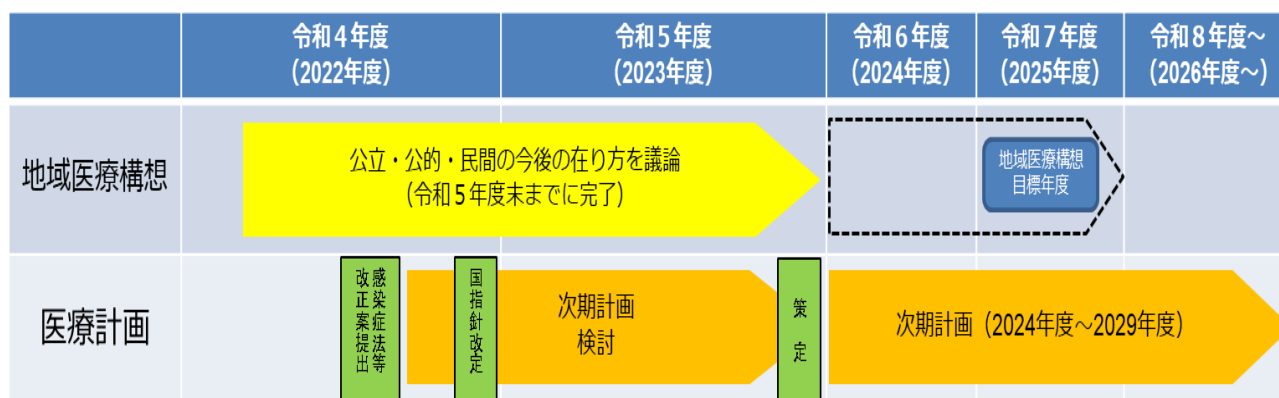 令和４年度
(2022年度)
令和５年度
(2023年度)
令和６年度
(2024年度)
令和７年度
(2025年度)
令和８年度～
(2026年度～)
地域医療構想
公立・公的・民間の今後の在り方を議論
(令和５年度末までに完了)
地域医療構想
目標年度
医療計画
感染症法等
改正案提出
国指針改定
次期計画
検討
策定
次期計画（2024年度～2029年度）